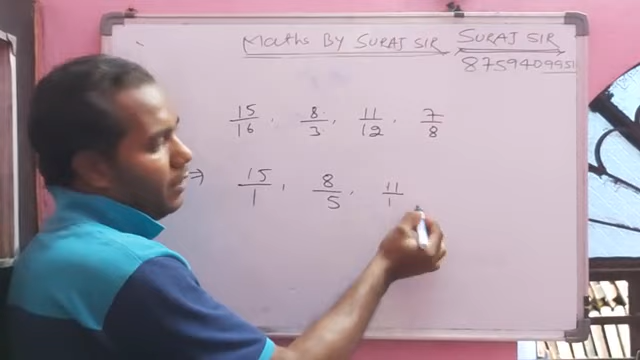 Maths By SURAJ SIR SURAJ SIR
8759409951
15/16, 8/3, 11/12, 7/8
⇒ 15/1, 8/5, 11/1